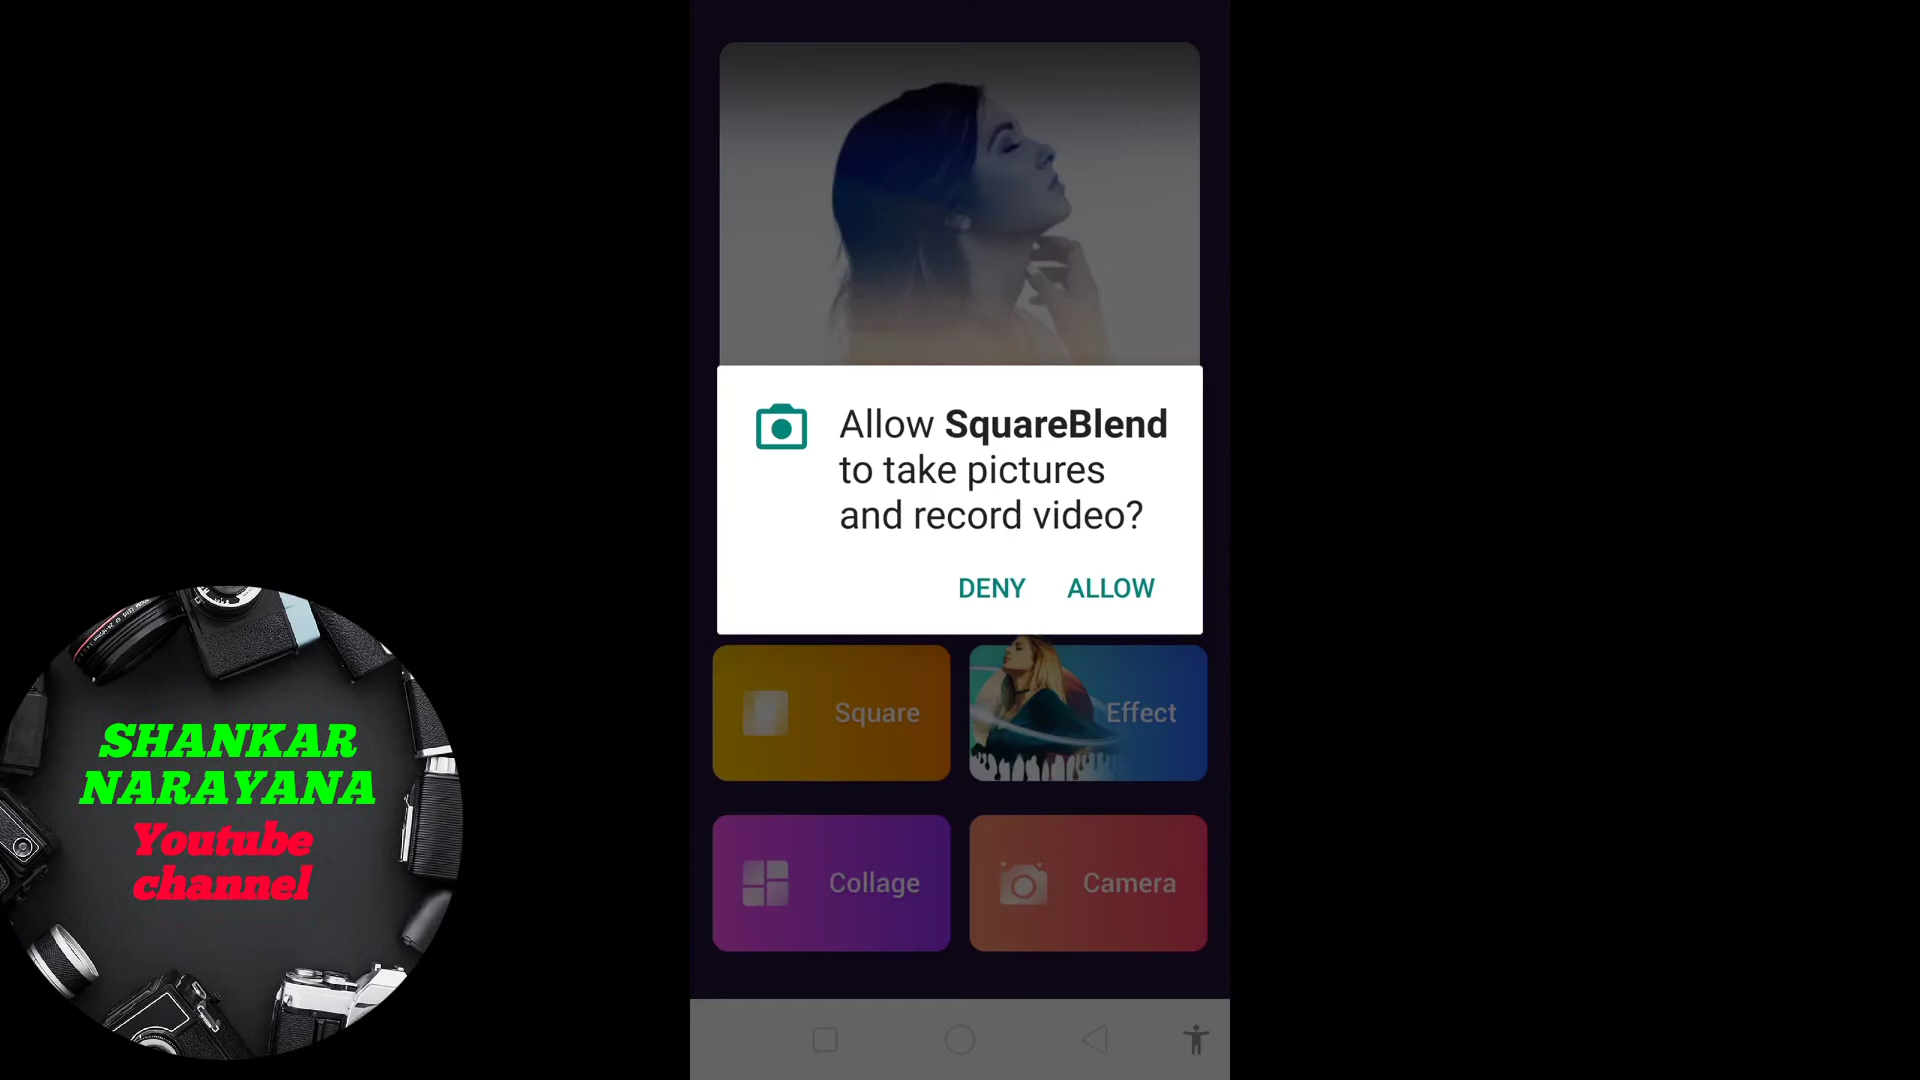 Allow SquareBlend
to take pictures
and record video?
DENY ALLOW
Square
Effect
Collage
Camera
SHANKAR
NARAYANA
Youtube
channel